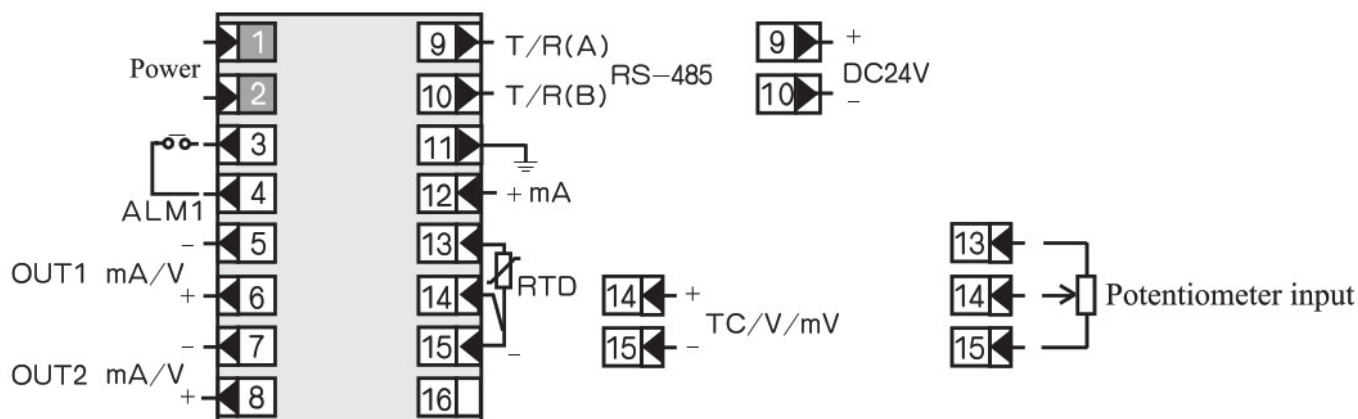 1 9 T/R(A) 9 +
Power RS-485 DC24V
2 10 T/R(B) 10 -
3 11
4 12 + mA
ALM1
- 5 13 13
OUT1 mA/V RTD
+ 6 14 14 + 14 Potentiometer input
TC/V/mV
- 7 15 - 15 - 15
OUT2 mA/V
+ 8 16